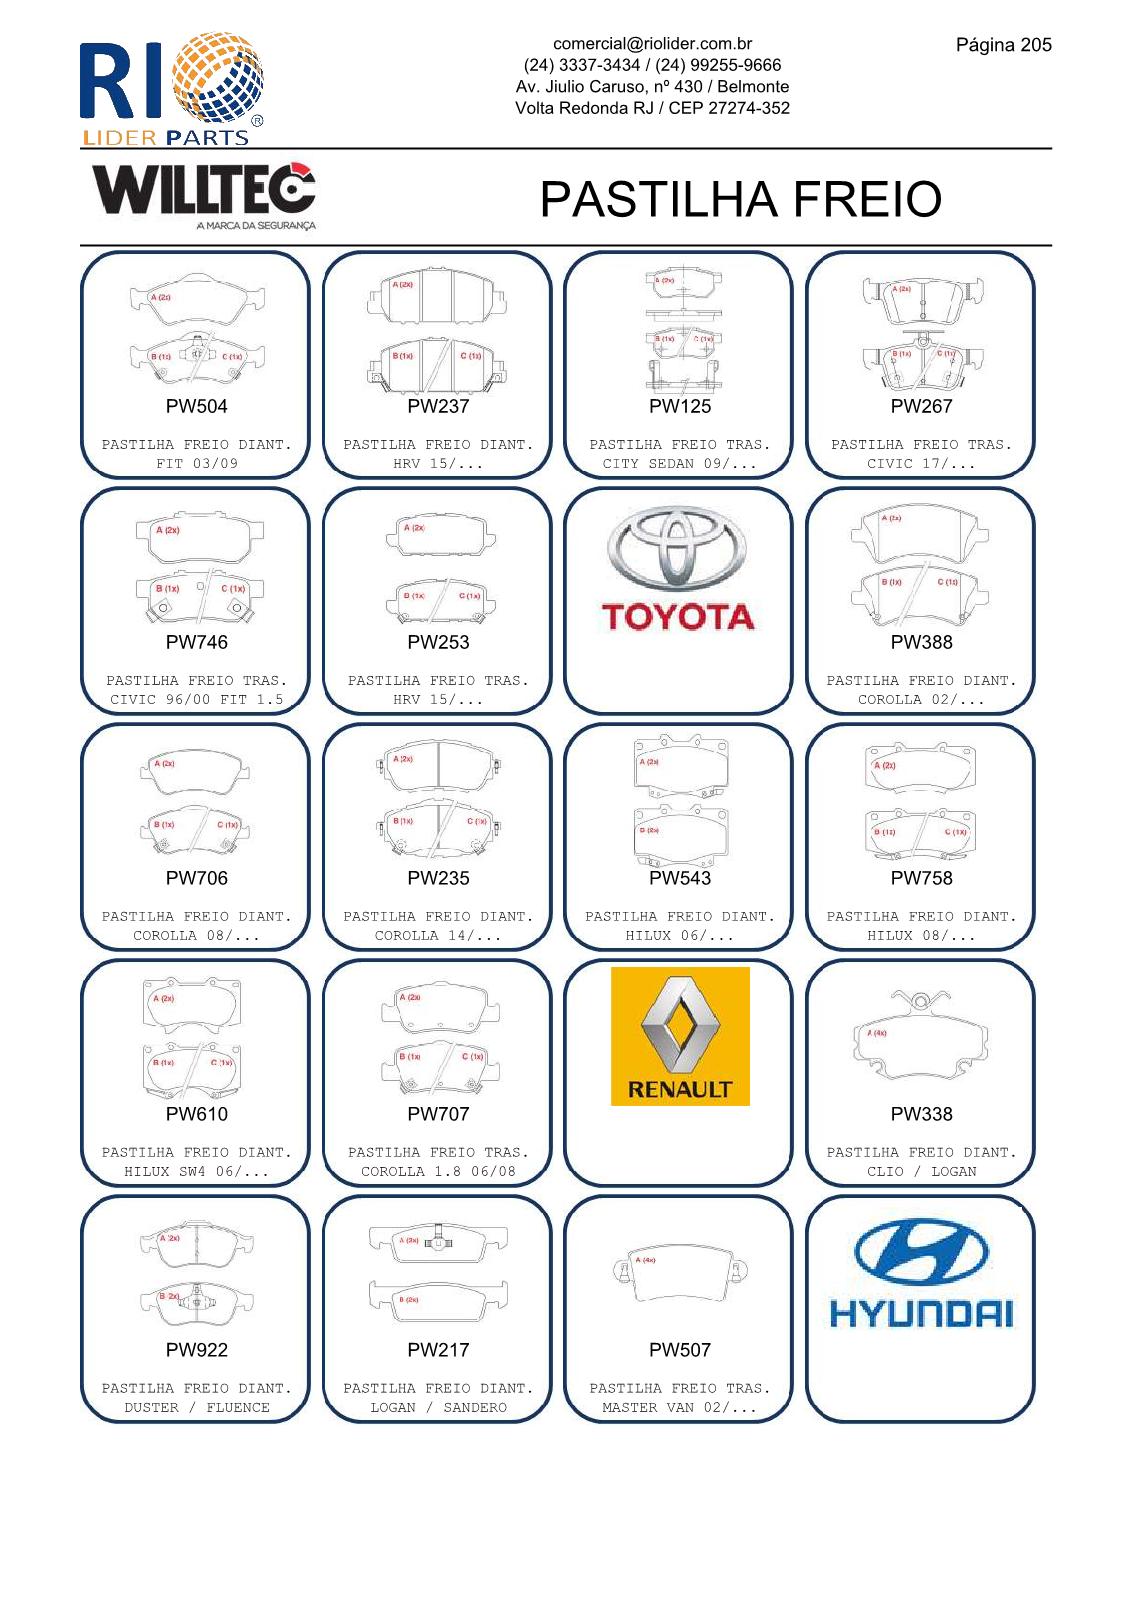 RIO
LIDER PARTS
®
comercial@riolider.com.br
(24) 3337-3434 / (24) 99255-9666
Av. Jiulio Caruso, nº 430 / Belmonte
Volta Redonda RJ / CEP 27274-352
Página 205
WILLTEC
A MARCA DA SEGURANÇA
PASTILHA FREIO
A (2x)
B (1x) C (1x)
PW504
PASTILHA FREIO DIANT.
FIT 03/09
A (2x)
B (1x) C (1x)
PW237
PASTILHA FREIO DIANT.
HRV 15/...
A (2x)
B (1x) C (1x)
PW125
PASTILHA FREIO TRAS.
CITY SEDAN 09/...
A (2x)
B (1x) C (1x)
PW267
PASTILHA FREIO TRAS.
CIVIC 17/...
A (2x)
B (1x) C (1x)
PW746
PASTILHA FREIO TRAS.
CIVIC 96/00 FIT 1.5
A (2x)
B (1x) C (1x)
PW253
PASTILHA FREIO TRAS.
HRV 15/...
TOYOTA
A (2x)
B (1x) C (1x)
PW388
PASTILHA FREIO DIANT.
COROLLA 02/...
A (2x)
B (1x) C (1x)
PW706
PASTILHA FREIO DIANT.
COROLLA 08/...
A (2x)
B (1x) C (1x)
PW235
PASTILHA FREIO DIANT.
COROLLA 14/...
A (2x)
B (2x)
PW543
PASTILHA FREIO DIANT.
HILUX 06/...
A (2x)
B (1x) C (1x)
PW758
PASTILHA FREIO DIANT.
HILUX 08/...
A (2x)
B (1x) C (1x)
PW610
PASTILHA FREIO DIANT.
HILUX SW4 06/...
A (2x)
B (1x) C (1x)
PW707
PASTILHA FREIO TRAS.
COROLLA 1.8 06/08
RENAULT
A (4x)
PW338
PASTILHA FREIO DIANT.
CLIO / LOGAN
A (2x)
B (2x)
PW922
PASTILHA FREIO DIANT.
DUSTER / FLUENCE
A (2x)
B (2x)
PW217
PASTILHA FREIO DIANT.
LOGAN / SANDERO
A (4x)
PW507
PASTILHA FREIO TRAS.
MASTER VAN 02/...
HYUNDAI